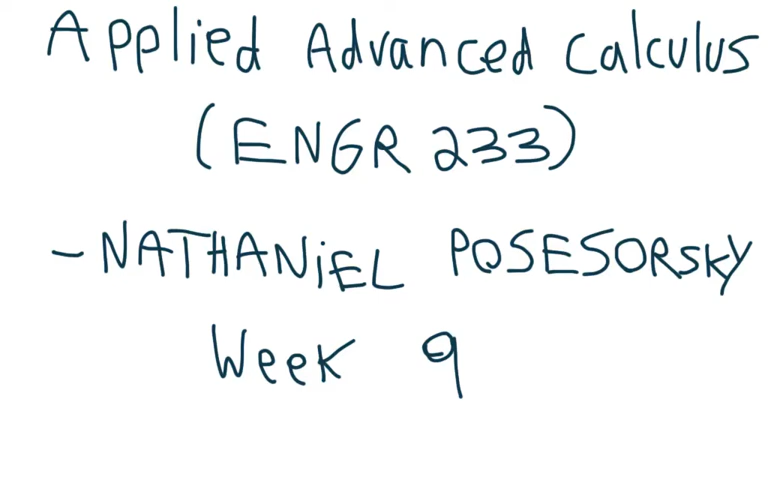 Applied Advanced Calculus
(ENGR 233)
- NATHANiEL POSESORSKY
Week 9